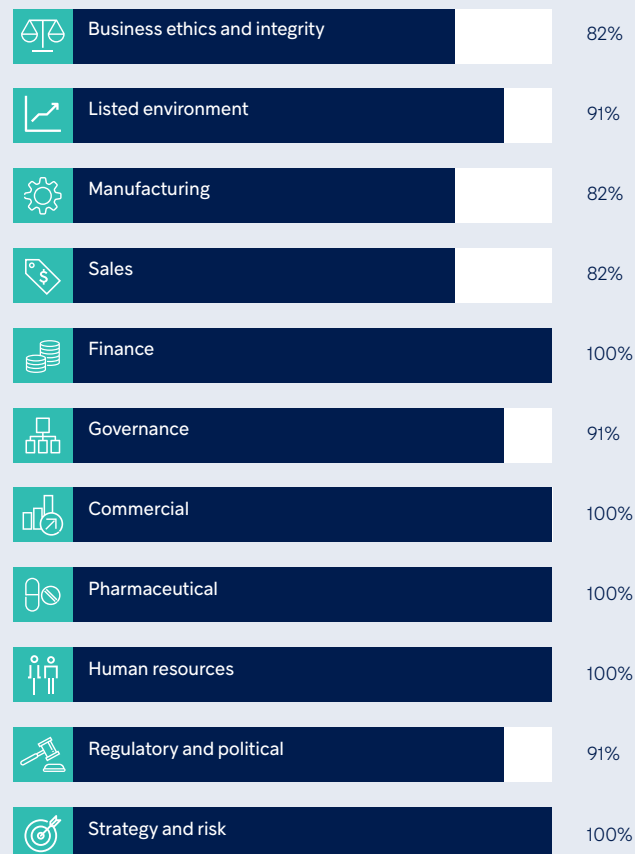 Business ethics and integrity 82%
Listed environment 91%
Manufacturing 82%
Sales 82%
$
Finance 100%
Governance 91%
Commercial 100%
Pharmaceutical 100%
Human resources 100%
Regulatory and political 91%
Strategy and risk 100%